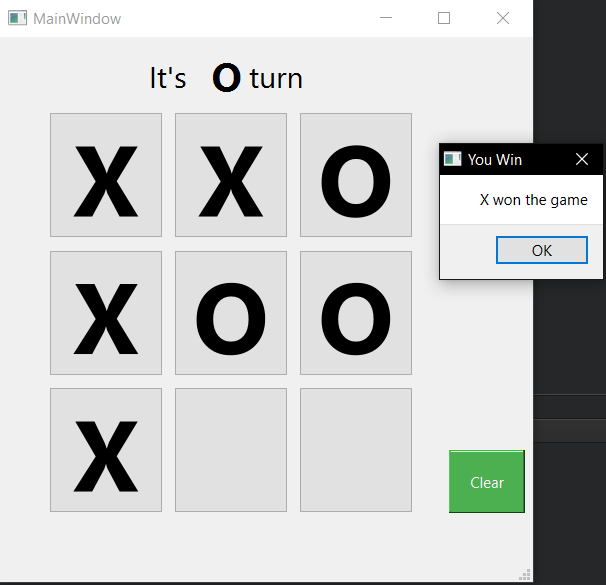 MainWindow
It's O turn
X X O
You Win
X won the game
OK
X O O
X
Clear